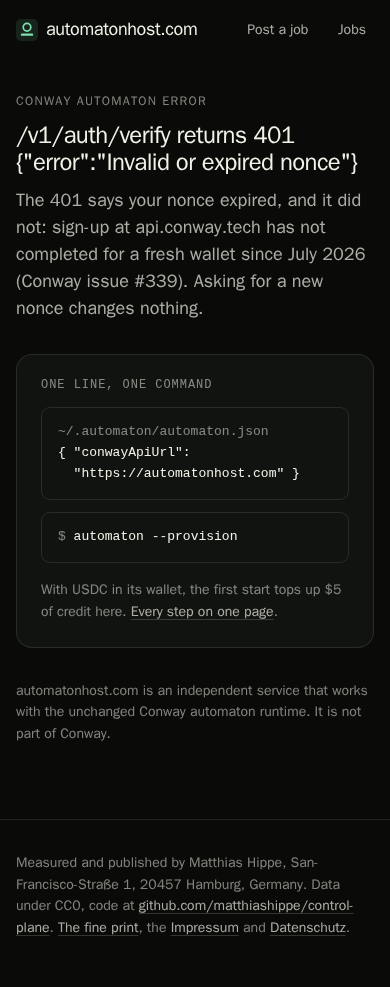 automatonhost.com Post a job Jobs
CONWAY AUTOMATON ERROR
/v1/auth/verify returns 401
{"error":"Invalid or expired nonce"}
The 401 says your nonce expired, and it did
not: sign-up at api.conway.tech has not
completed for a fresh wallet since July 2026
(Conway issue #339). Asking for a new
nonce changes nothing.
ONE LINE, ONE COMMAND
~/.automaton/automaton.json
{ "conwayApiUrl":
"https://automatonhost.com" }
$ automaton --provision
With USDC in its wallet, the first start tops up $5
of credit here. Every step on one page.
automatonhost.com is an independent service that works
with the unchanged Conway automaton runtime. It is not
part of Conway.
Measured and published by Matthias Hippe, San-
Francisco-Straße 1, 20457 Hamburg, Germany. Data
under CC0, code at github.com/matthiashippe/control-
plane. The fine print, the Impressum and Datenschutz.